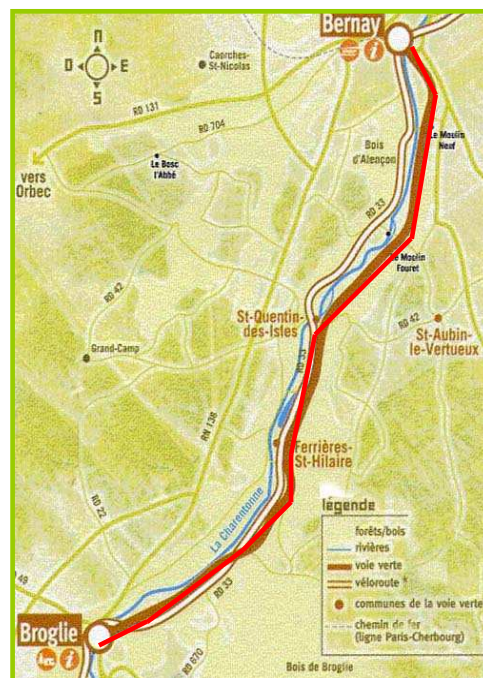 Bernay
N
O E
S
Caorches-
St-Nicolas
RD 131
RD 704
Le Bosc
l'Abbé
vers
Orbec
Bois
d'Alençon
Le Moulin
Neuf
RD 33
Le Moulin
Fouret
RD 42
St-Quentin-
des-Isles
RD 42
St-Aubin-
le-Vertueux
Grand-Camp
RD 33
RN 138
Ferrières-
St-Hilaire
RD 22
La Charentonne
RD 33
légende
forêts/bois
rivières
voie verte
véloroute *
communes de la voie verte
chemin de fer
(ligne Paris-Cherbourg)
Broglie
RD 670
Bois de Broglie